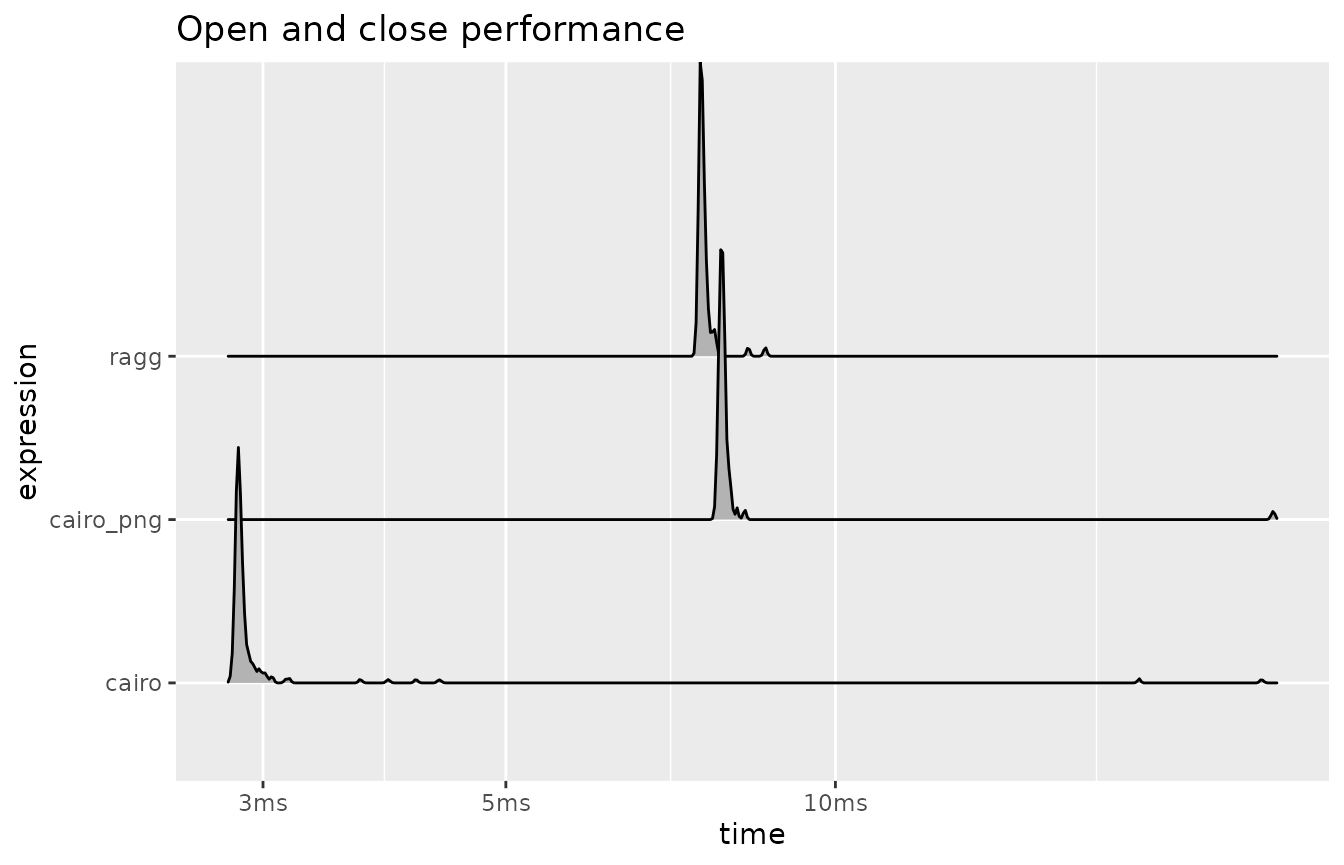 Open and close performance
expression
ragg
cairo_png
cairo
3ms
5ms
10ms
time